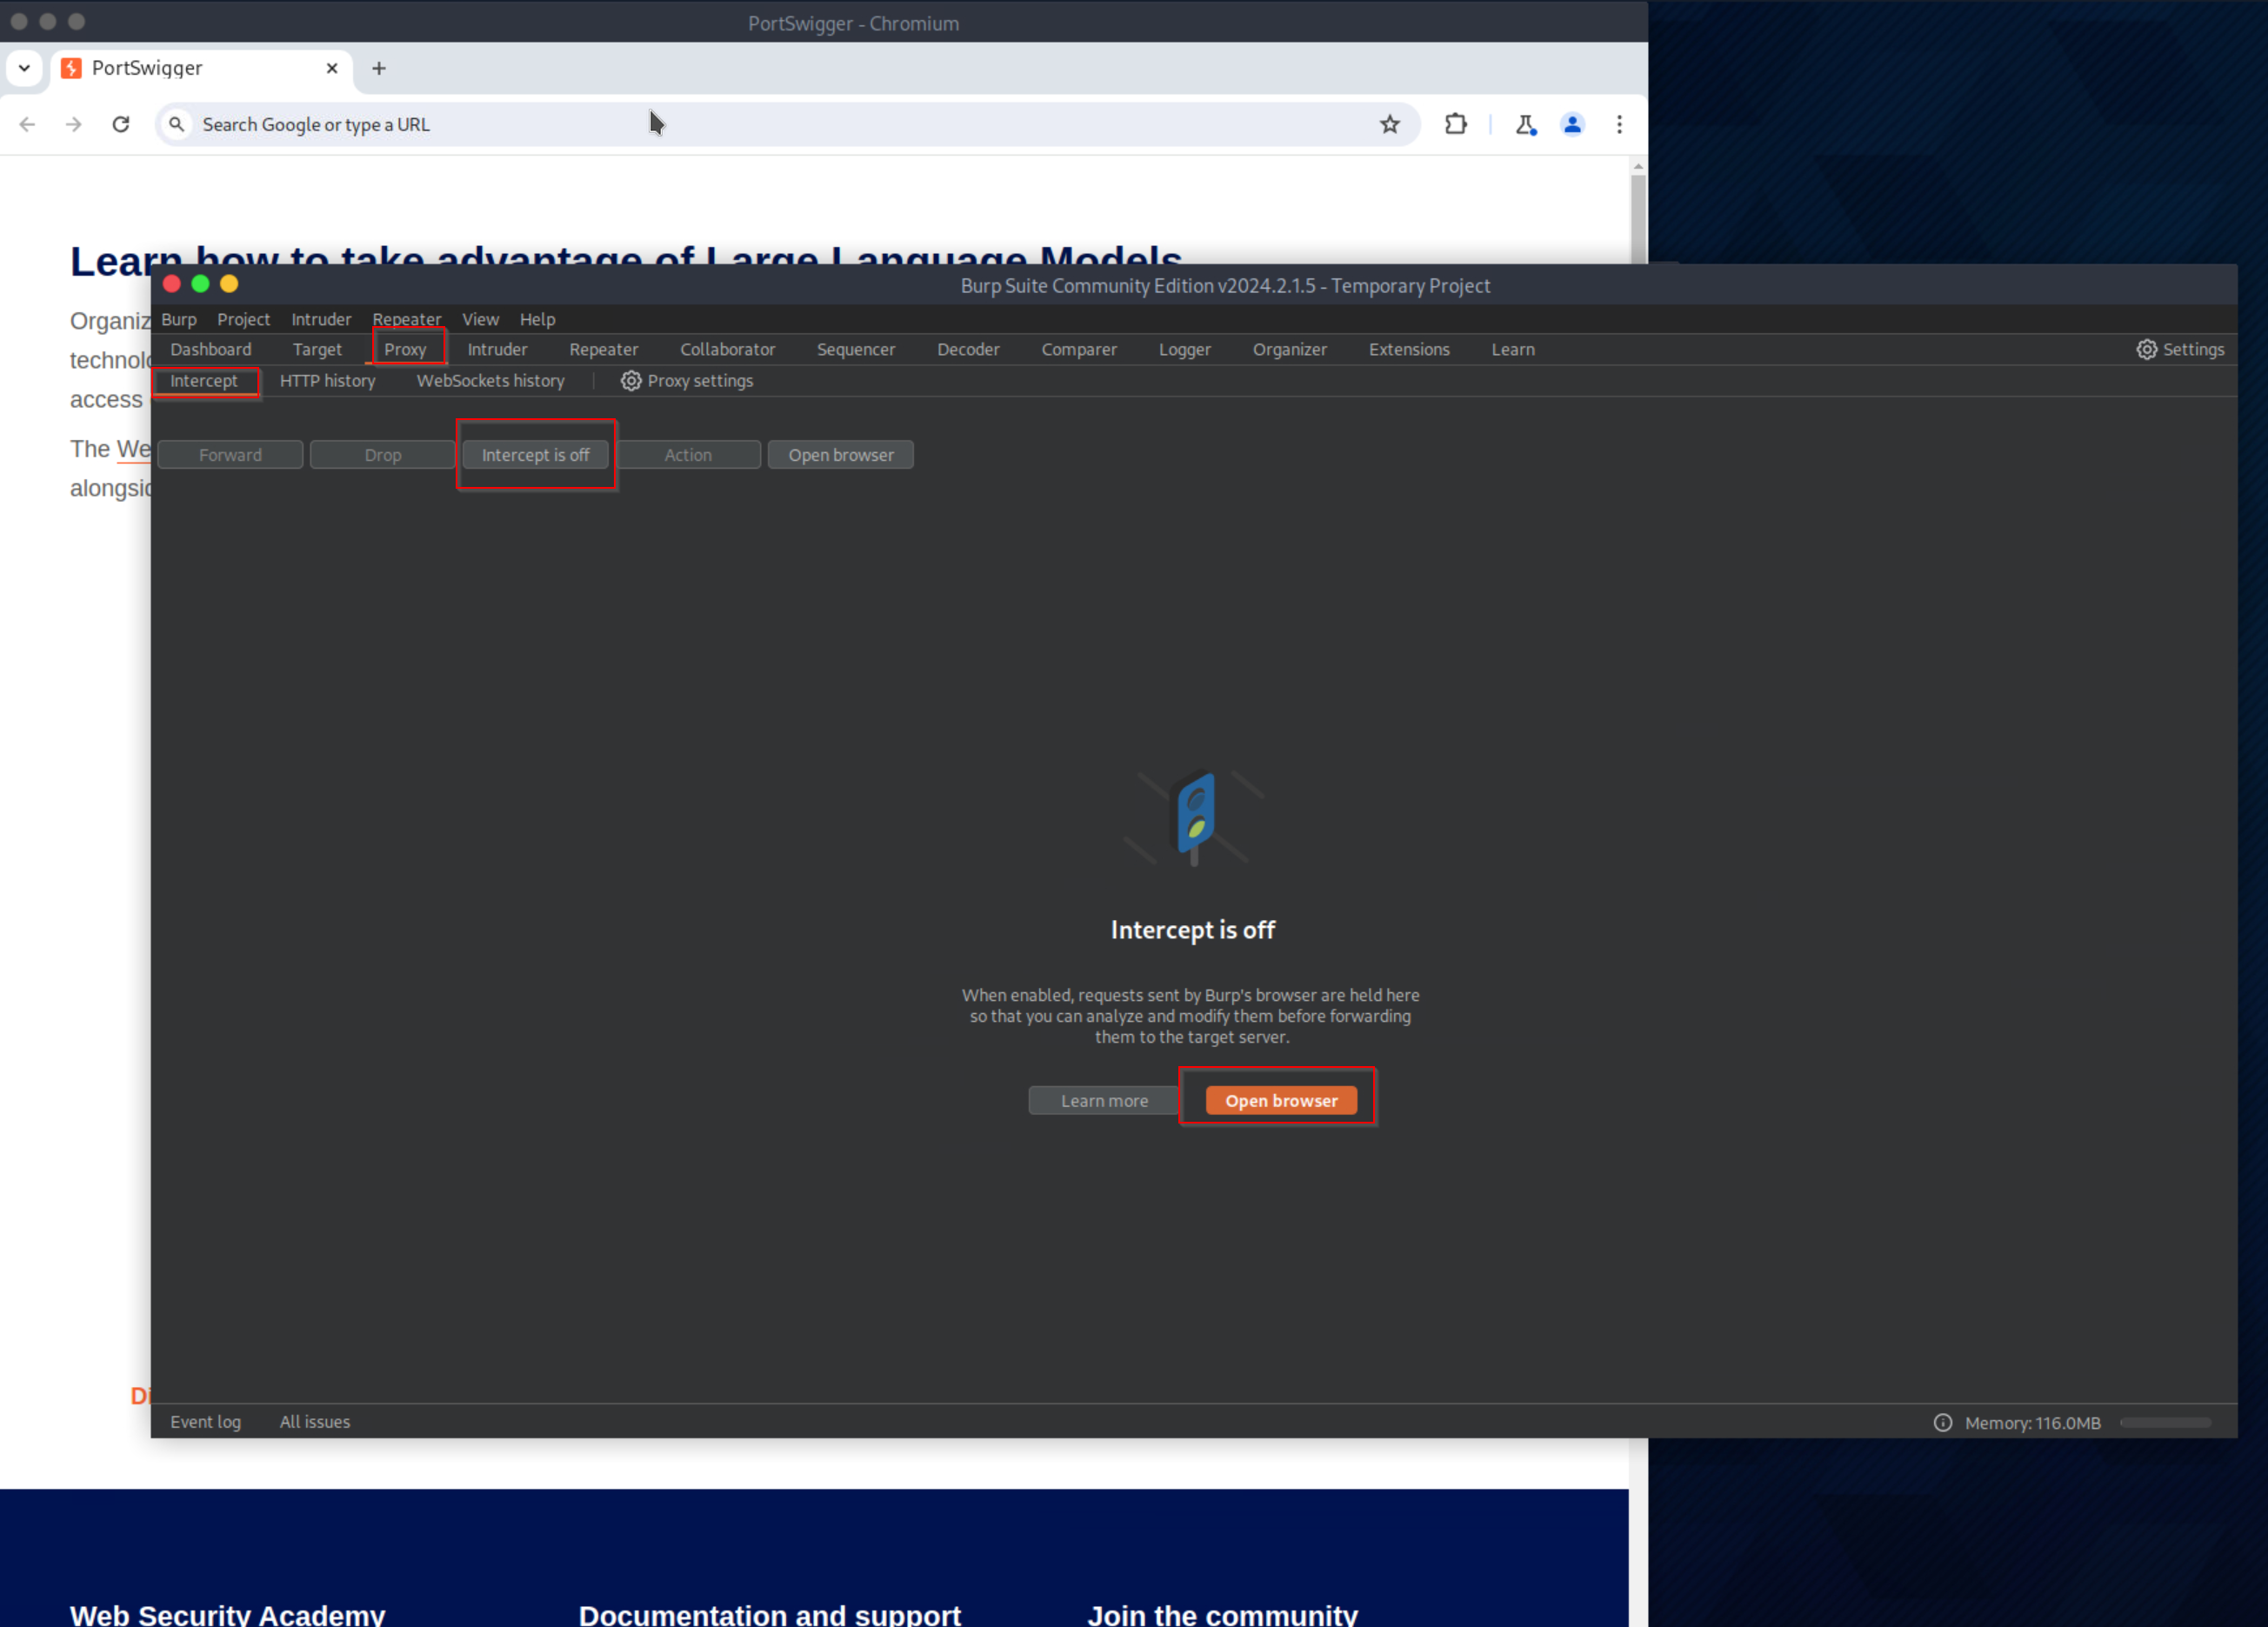 PortSwigger - Chromium
PortSwigger
Search Google or type a URL
Learn how to take advantage of Large Language Models
Organiz
technolo
access
The We
alongsid
Burp Suite Community Edition v2024.2.1.5 - Temporary Project
Burp Project Intruder Repeater View Help
Dashboard Target Proxy Intruder Repeater Collaborator Sequencer Decoder Comparer Logger Organizer Extensions Learn Settings
Intercept HTTP history WebSockets history Proxy settings
Forward Drop Intercept is off Action Open browser
Intercept is off
When enabled, requests sent by Burp's browser are held here
so that you can analyze and modify them before forwarding
them to the target server.
Learn more Open browser
Di
Event log All issues Memory: 116.0MB
Web Security Academy Documentation and support Join the community